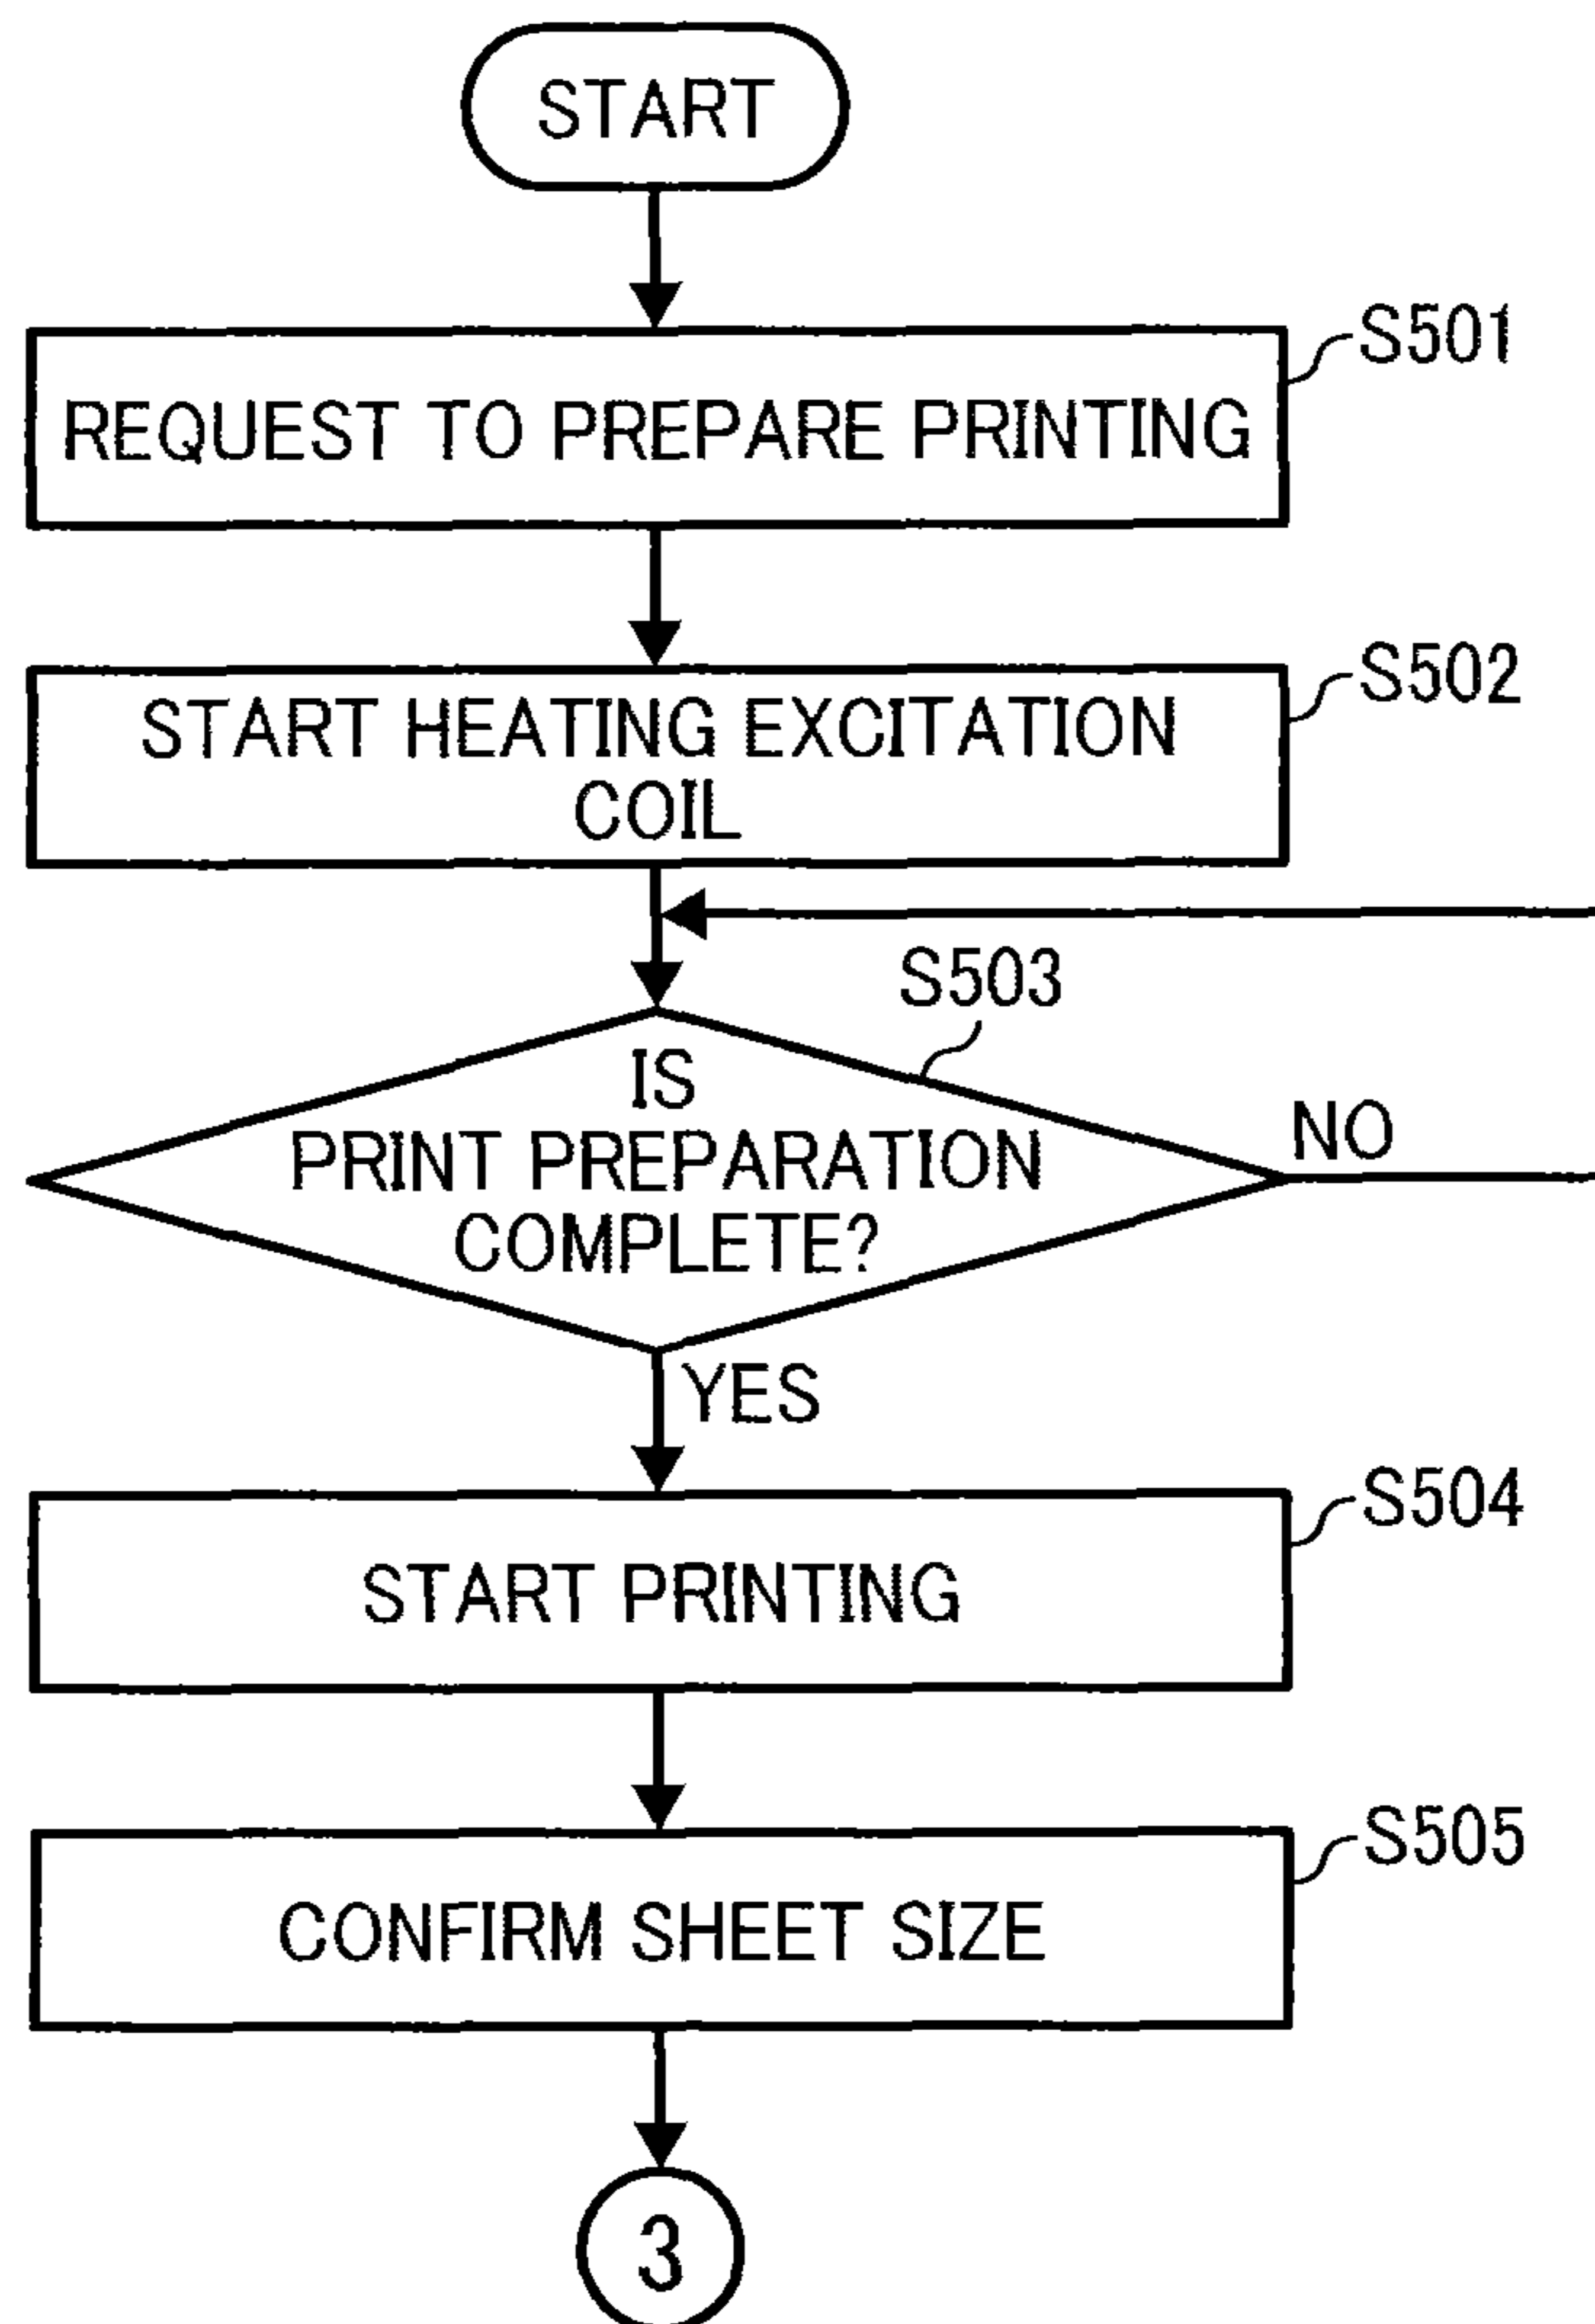 START
S501
REQUEST TO PREPARE PRINTING
S502
START HEATING EXCITATION
COIL
S503
IS
PRINT PREPARATION
COMPLETE?
NO
YES
S504
START PRINTING
S505
CONFIRM SHEET SIZE
3